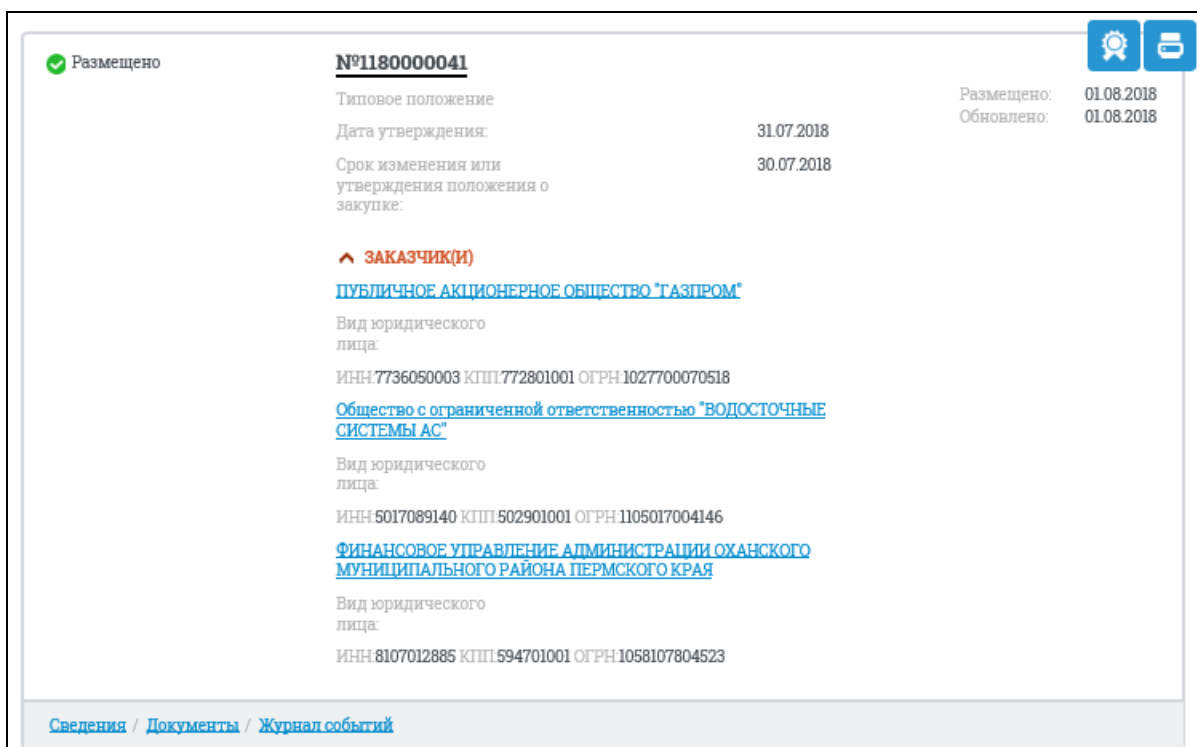 Размещено
№1180000041
Типовое положение
Размещено: 01.08.2018
Обновлено: 01.08.2018
Дата утверждения: 31.07.2018
Срок изменения или 30.07.2018
утверждения положения о
закупке:
ЗАКАЗЧИК(И)
ПУБЛИЧНОЕ АКЦИОНЕРНОЕ ОБЩЕСТВО "ГАЗПРОМ"
Вид юридического
лица:
ИНН:7736050003 КПП:772801001 ОГРН:1027700070518
Общество с ограниченной ответственностью "ВОДОСТОЧНЫЕ
СИСТЕМЫ АС"
Вид юридического
лица:
ИНН:5017089140 КПП:502901001 ОГРН:1105017004146
ФИНАНСОВОЕ УПРАВЛЕНИЕ АДМИНИСТРАЦИИ ОХАНСКОГО
МУНИЦИПАЛЬНОГО РАЙОНА ПЕРМСКОГО КРАЯ
Вид юридического
лица:
ИНН:8107012885 КПП:594701001 ОГРН:1058107804523
Сведения / Документы / Журнал событий